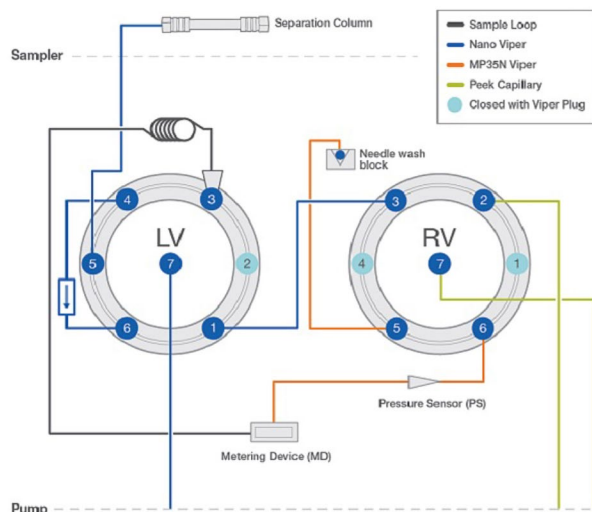 Separation Column
Sampler
Sample Loop
Nano Viper
MP35N Viper
Peek Capillary
Closed with Viper Plug
Needle wash
block
4
3
3
2
LV
RV
5
7
2
4
7
1
6
1
5
6
Pressure Sensor (PS)
Metering Device (MD)
Pump